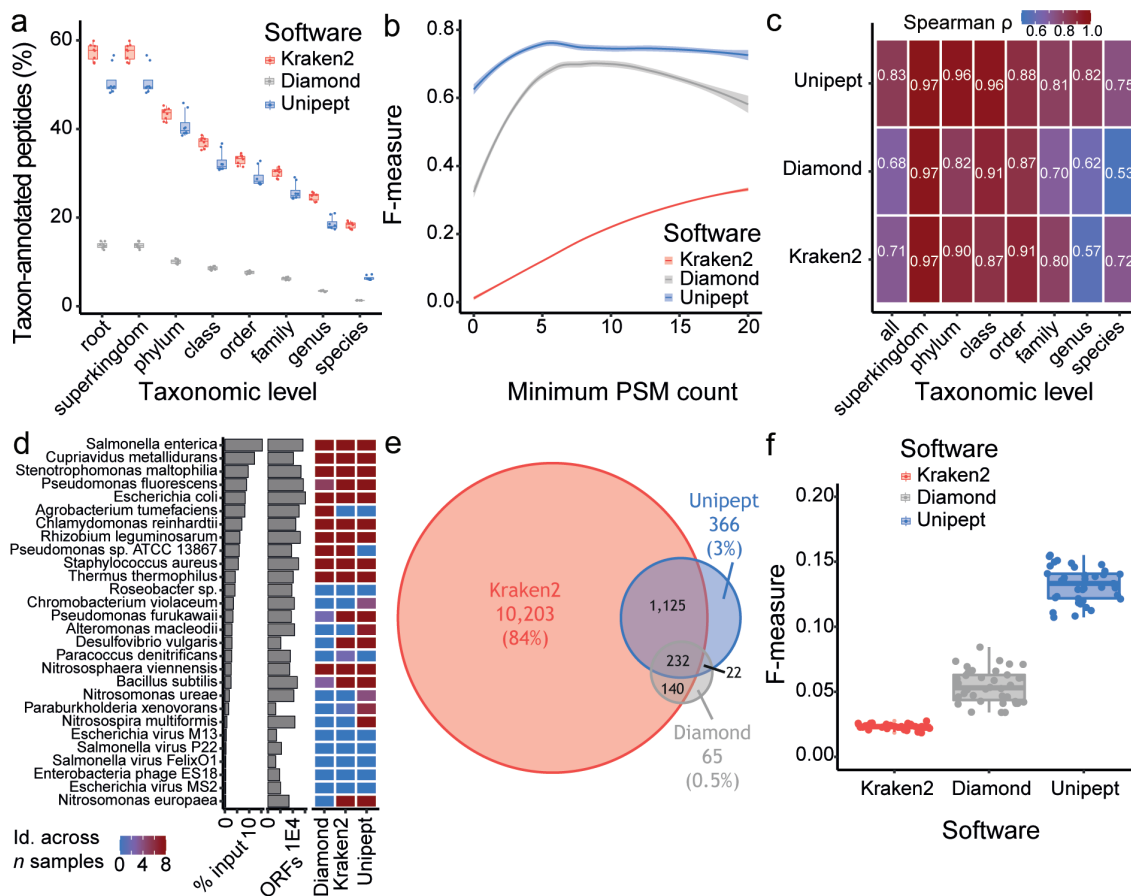 a
Taxon-annotated peptides (%)
60
40
20
0
Software
Kraken2
Diamond
Unipept
root
superkingdom
phylum
class
order
family
genus
species
Taxonomic level
b
F-measure
0.8
0.6
0.4
0.2
0.0
Software
Kraken2
Diamond
Unipept
0 5 10 15 20
Minimum PSM count
c
Spearman ρ
0.6 0.8 1.0
Unipept 0.83 0.97 0.96 0.96 0.88 0.81 0.82 0.75
Diamond 0.68 0.97 0.82 0.91 0.87 0.70 0.62 0.53
Kraken2 0.71 0.97 0.90 0.87 0.91 0.80 0.57 0.72
all
superkingdom
phylum
class
order
family
genus
species
Taxonomic level
d
Salmonella enterica
Cupriavidus metallidurans
Stenotrophomonas maltophilia
Pseudomonas fluorescens
Escherichia coli
Agrobacterium tumefaciens
Chlamydomonas reinhardtii
Rhizobium leguminosarum
Pseudomonas sp. ATCC 13867
Staphylococcus aureus
Thermus thermophilus
Roseobacter sp.
Chromobacterium violaceum
Pseudomonas furukawaii
Alteromonas macleodii
Desulfovibrio vulgaris
Paracoccus denitrificans
Nitrososphaera viennensis
Bacillus subtilis
Nitrosomonas ureae
Paraburkholderia xenovorans
Nitrosospira multiformis
Escherichia virus M13
Salmonella virus P22
Salmonella virus FelixO1
Enterobacteria phage ES18
Escherichia virus MS2
Nitrosomonas europaea
0 10
% input
0 1E4
ORFs
Diamond
Kraken2
Unipept
Id. across
n samples
0 4 8
e
Kraken2
10,203
(84%)
Unipept
366
(3%)
1,125
232
22
140
Diamond
65
(0.5%)
f
Software
Kraken2
Diamond
Unipept
F-measure
0.20
0.15
0.10
0.05
0.00
Kraken2 Diamond Unipept
Software